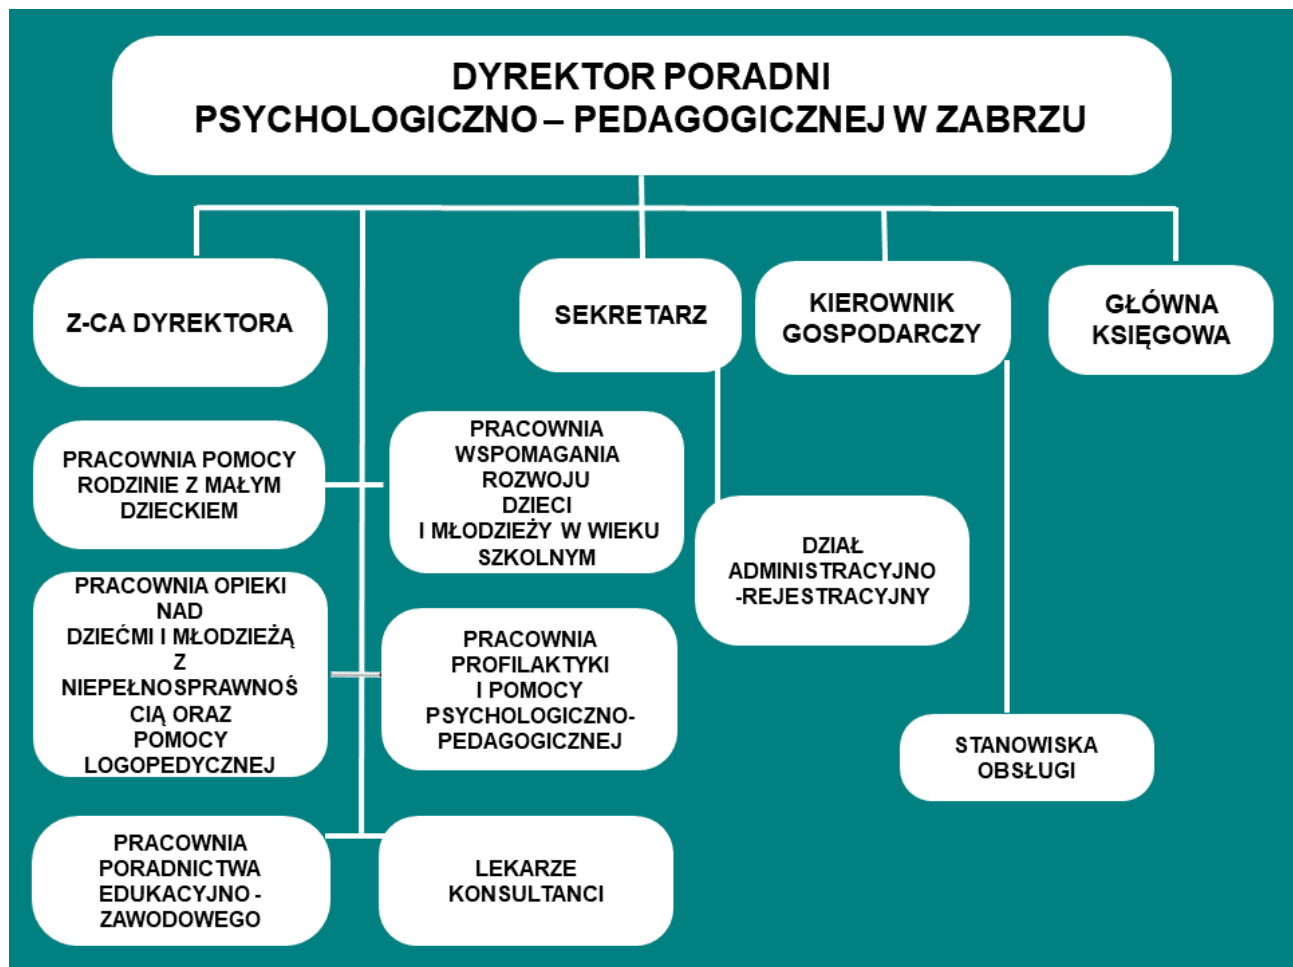 DYREKTOR PORADNI
PSYCHOLOGICZNO – PEDAGOGICZNEJ W ZABRZU
Z-CA DYREKTORA
SEKRETARZ
KIEROWNIK
GOSPODARCZY
GŁÓWNA
KSIĘGOWA
PRACOWNIA POMOCY
RODZINIE Z MAŁYM
DZIECKIEM
PRACOWNIA
WSPOMAGANIA
ROZWOJU
DZIECI
I MŁODZIEŻY W WIEKU
SZKOLNYM
DZIAŁ
ADMINISTRACYJNO
-REJESTRACYJNY
PRACOWNIA OPIEKI
NAD
DZIEĆMI I MŁODZIEŻĄ
Z
NIEPEŁNOSPRAWNOŚ
CIĄ ORAZ
POMOCY
LOGOPEDYCZNEJ
PRACOWNIA
PROFILAKTYKI
I POMOCY
PSYCHOLOGICZNO-
PEDAGOGICZNEJ
STANOWISKA
OBSŁUGI
PRACOWNIA
PORADNICTWA
EDUKACYJNO -
ZAWODOWEGO
LEKARZE
KONSULTANCI